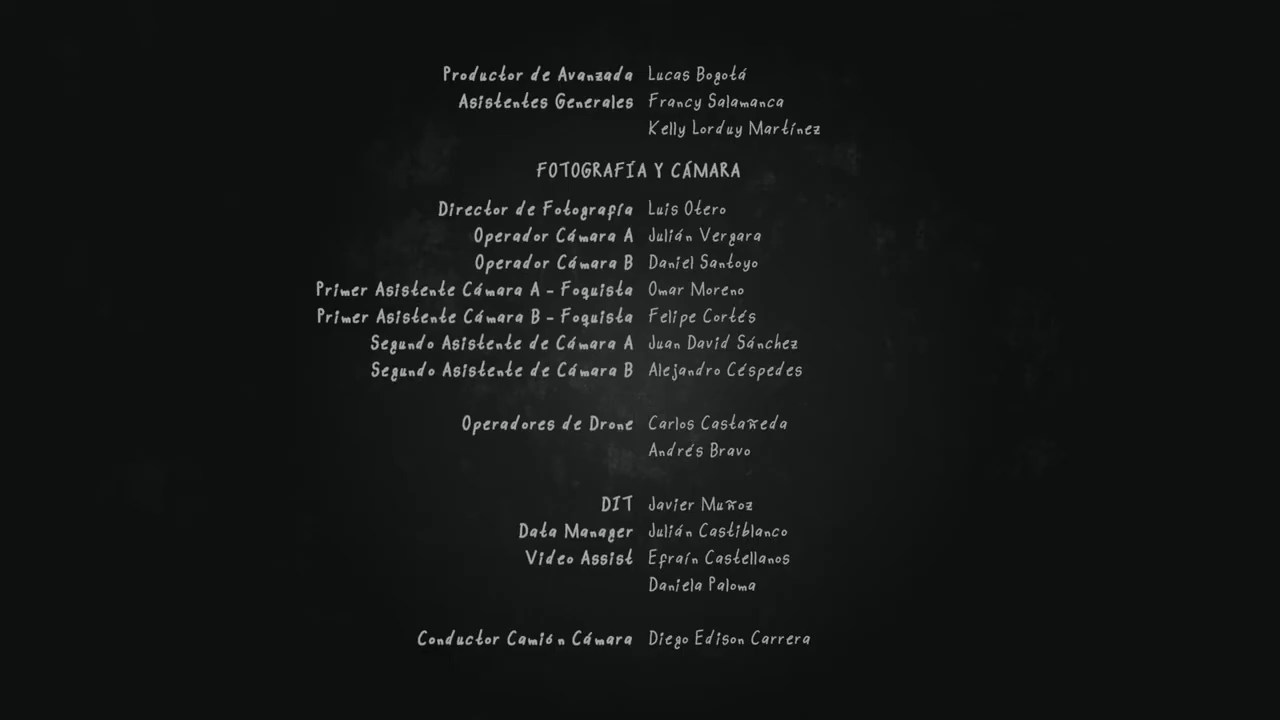 Productor de Avanzada Lucas Bogotá
Asistentes Generales Francy Salamanca
Kelly Lorduy Martínez
FOTOGRAFÍA Y CÁMARA
Director de Fotografía Luis Otero
Operador Cámara A Julián Vergara
Operador Cámara B Daniel Santoyo
Primer Asistente Cámara A - Foquista Omar Moreno
Primer Asistente Cámara B - Foquista Felipe Cortés
Segundo Asistente de Cámara A Juan David Sánchez
Segundo Asistente de Cámara B Alejandro Céspedes
Operadores de Drone Carlos Castañeda
Andrés Bravo
DIT Javier Muñoz
Data Manager Julián Castiblanco
Video Assist Efraín Castellanos
Daniela Paloma
Conductor Camión Cámara Diego Edison Carrera